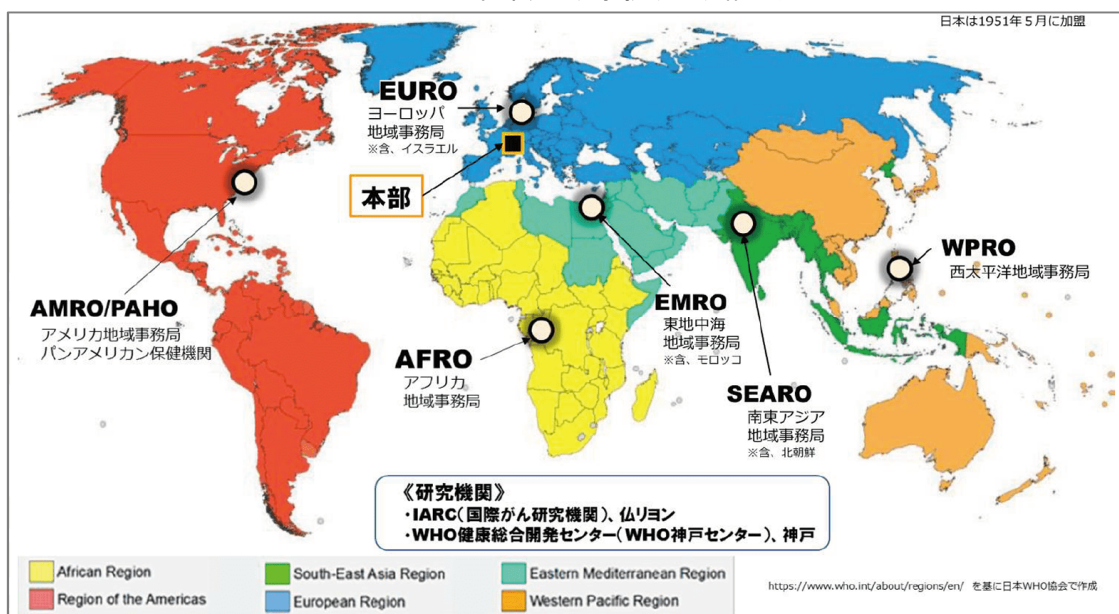 日本は1951年５月に加盟
EURO
ヨーロッパ
地域事務局
※含、イスラエル
本部
WPRO
西太平洋地域事務局
AMRO/PAHO
アメリカ地域事務局
パンアメリカン保健機関
EMRO
東地中海
地域事務局
※含、モロッコ
AFRO
アフリカ
地域事務局
SEARO
南東アジア
地域事務局
※含、北朝鮮
《研究機関》
・IARC（国際がん研究機関）、仏リヨン
・WHO健康総合開発センター（WHO神戸センター）、神戸
African Region
South-East Asia Region
Eastern Mediterranean Region
Region of the Americas
European Region
Western Pacific Region
https://www.who.int/about/regions/en/ を基に日本WHO協会で作成